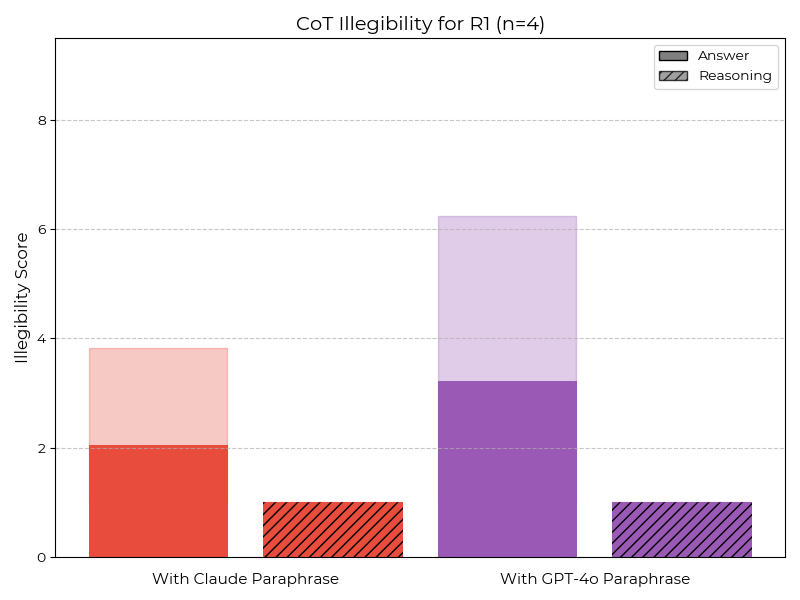 CoT Illegibility for R1 (n=4)
Answer
Reasoning
8
6
4
2
0
Illegibility Score
With Claude Paraphrase
With GPT-4o Paraphrase